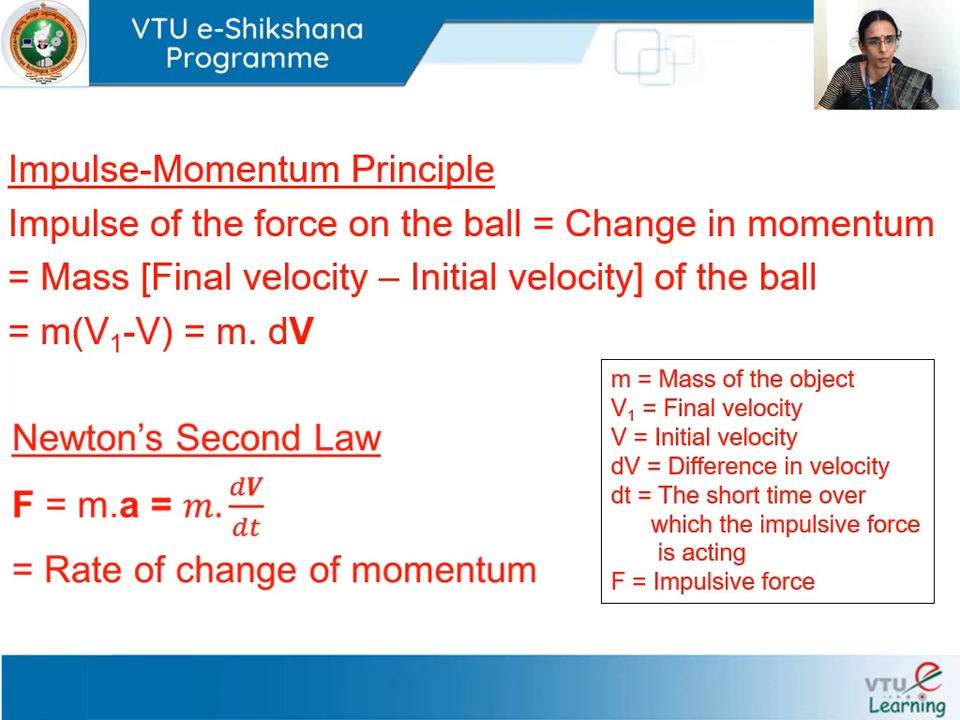 VTU e-Shikshana
Programme
Impulse-Momentum Principle
Impulse of the force on the ball = Change in momentum
= Mass [Final velocity – Initial velocity] of the ball
= m(V₁-V) = m. dV
m = Mass of the object
V₁ = Final velocity
V = Initial velocity
dV = Difference in velocity
dt = The short time over
which the impulsive force
is acting
F = Impulsive force
Newton's Second Law
F = m.a = m. dV/dt
= Rate of change of momentum
VTU e
Learning